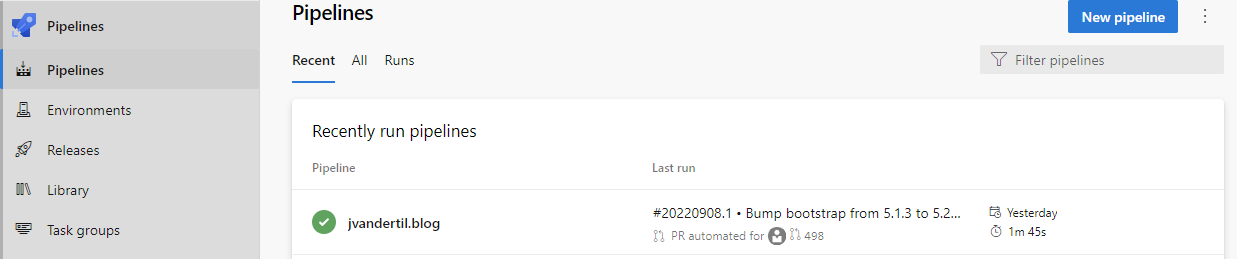 Pipelines
Pipelines
Environments
Releases
Library
Task groups
Pipelines
New pipeline
Recent All Runs
Filter pipelines
Recently run pipelines
Pipeline Last run
jvandertil.blog
#20220908.1 • Bump bootstrap from 5.1.3 to 5.2...
Yesterday
PR automated for 498
1m 45s